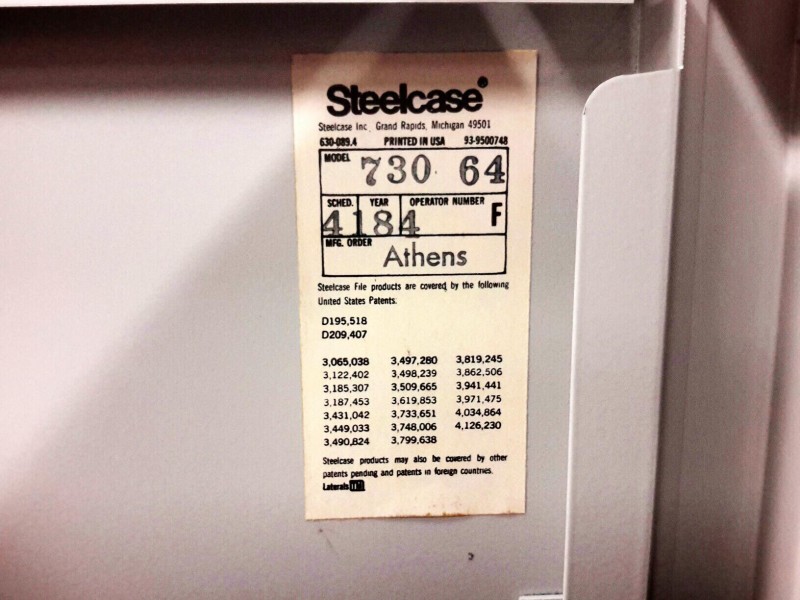 Steelcase®
Steelcase Inc. Grand Rapids, Michigan 49501
630-089.4 PRINTED IN USA 93-9500748
MODEL 730 64
SCHED. YEAR OPERATOR NUMBER
4184 F
MFG. ORDER Athens
Steelcase File products are covered by the following
United States Patents:
D195,518
D209,407
3,065,038 3,497,280 3,819,245
3,122,402 3,498,239 3,862,506
3,185,307 3,509,665 3,941,441
3,187,453 3,619,853 3,971,475
3,431,042 3,733,651 4,034,864
3,449,033 3,748,006 4,126,230
3,490,824 3,799,638
Steelcase products may also be covered by other
patents pending and patents in foreign countries.
Laterals